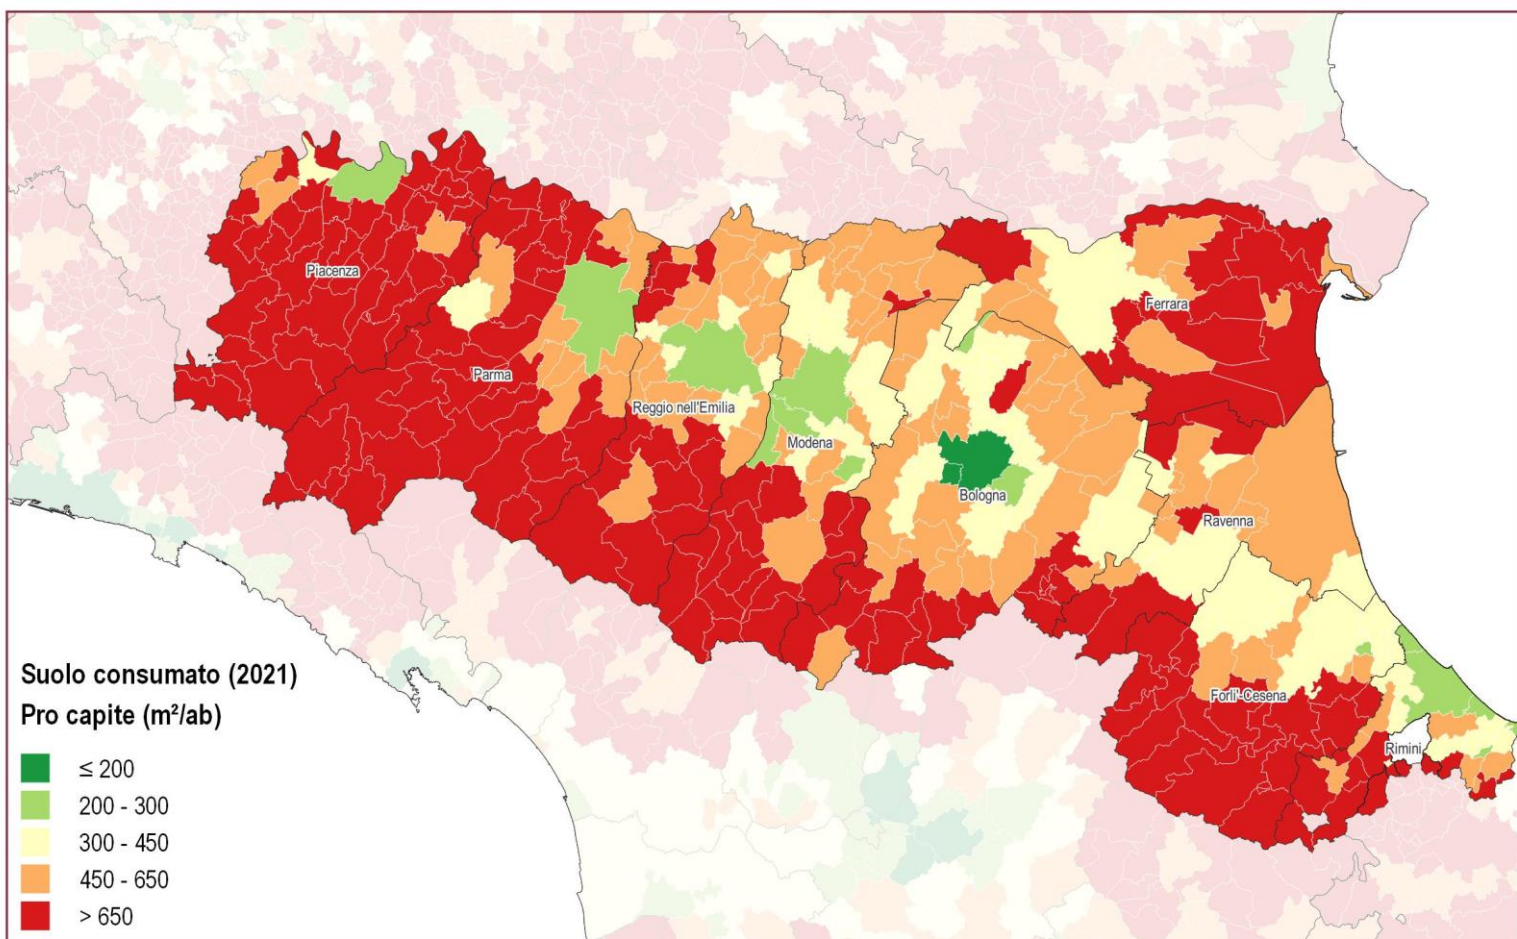 Piacenza
Ferrara
Parma
Reggio nell'Emilia
Modena
Bologna
Ravenna
Forli'-Cesena
Rimini
Suolo consumato (2021)
Pro capite (m²/ab)
≤ 200
200 - 300
300 - 450
450 - 650
> 650